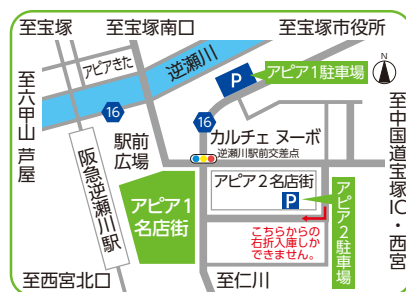 至宝塚
至宝塚南口
至宝塚市役所
アピアきた
逆瀬川
P
アピア1駐車場
N
16
16
至六甲山 芦屋
駅前
広場
カルチェ ヌーボ
逆瀬川駅前交差点
至中国道宝塚IC・西宮
阪急逆瀬川駅
アピア1
名店街
アピア2名店街
P
アピア2駐車場
こちらからの
右折入庫しか
できません。
至西宮北口
至仁川